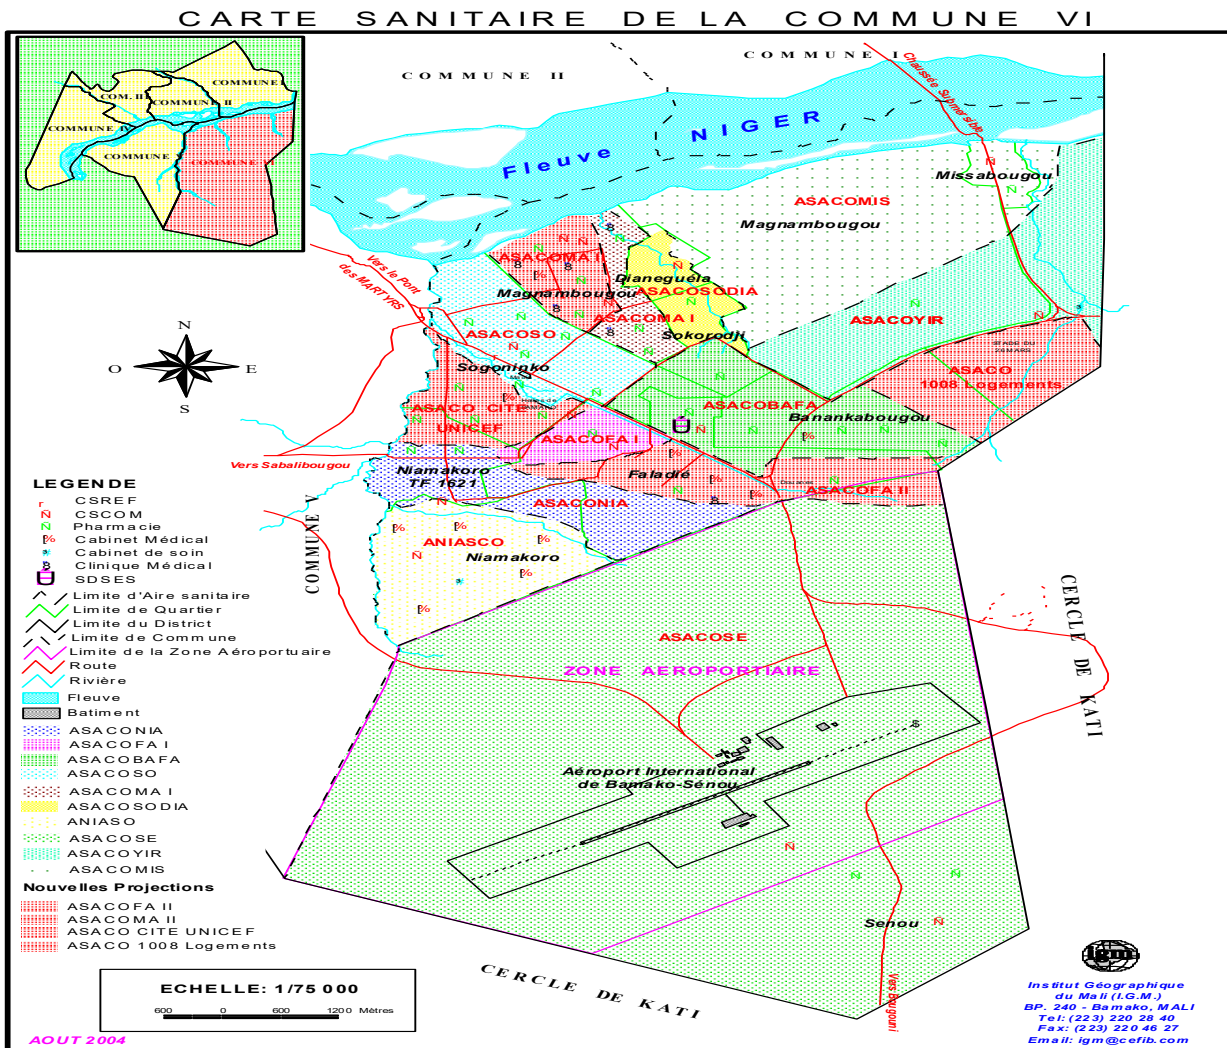 CARTE SANITAIRE DE LA COMMUNE VI
COMMUNE I
COM. III
COMMUNE II
COMMUNE IV
COMMUNE V
COMMUNE VI
COMMUNE II
COMMUNE I
Chaussée Submersible
Fleuve NIGER
Missabougou
ASACOMIS
Magnambougou
ASACOMA I
Dianeguéla
Magnambougou
ASACOSODIA
ASACOMA I
Sokorodji
ASACOYIR
Vers le Pont
des MARTYRS
ASACOSO
Sogoninko
STADE DU
ASACO
1008 Logements
N
O
E
S
ASACO CITE
UNICEF
ASACOBAFA
Banankabougou
ASACOFA I
Vers Sabalibougou
Niamakoro
TF 1621
Faladié
ASACOFA II
ASACONIA
ANIASCO
Niamakoro
COMMUNE V
LEGENDE
CSREF
CSCOM
Pharmacie
Cabinet Médical
Cabinet de soin
Clinique Médical
SDSES
Limite d'Aire sanitaire
Limite de Quartier
Limite du District
Limite de Commune
Limite de la Zone Aéroportuaire
Route
Rivière
Fleuve
Batiment
ASACONIA
ASACOFA I
ASACOBAFA
ASACOSO
ASACOMA I
ASACOSODIA
ANIASO
ASACOSE
ASACOYIR
ASACOMIS
Nouvelles Projections
ASACOFA II
ASACOMA II
ASACO CITE UNICEF
ASACO 1008 Logements
ASACOSE
ZONE AEROPORTIAIRE
CERCLE DE KATI
Aéroport International
de Bamako-Sénou
Senou
Vers Bougouni
CERCLE DE KATI
ECHELLE: 1/75 000
600 0 600 1200 Mètres
AOUT 2004
Igm
Institut Géographique
du Mali (I.G.M.)
BP. 240 - Bamako, MALI
Tel: (223) 220 28 40
Fax: (223) 220 46 27
Email: igm@cefib.com